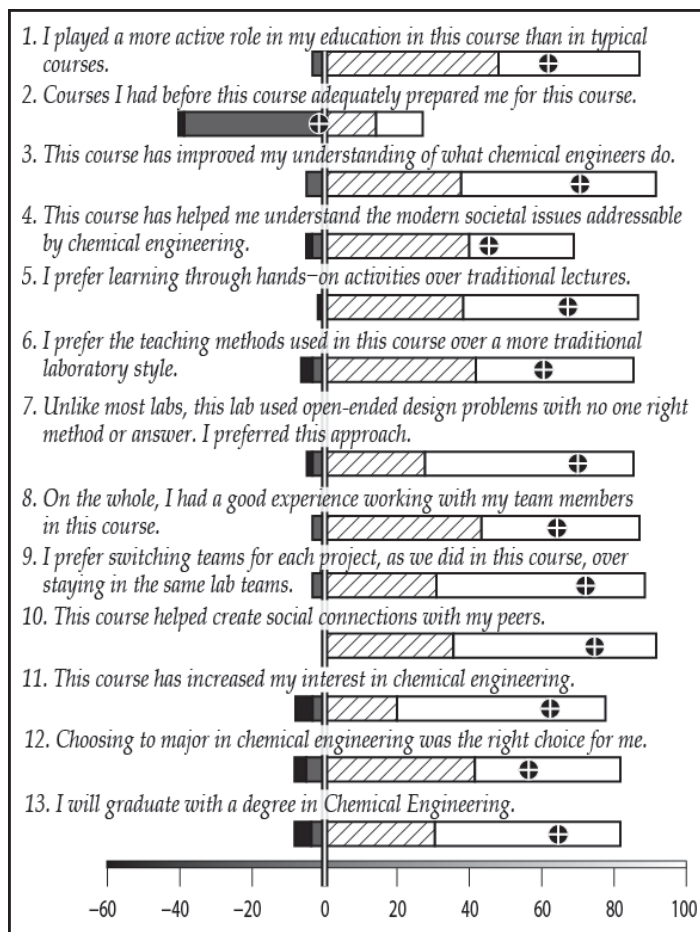 1. I played a more active role in my education in this course than in typical
courses.
2. Courses I had before this course adequately prepared me for this course.
3. This course has improved my understanding of what chemical engineers do.
4. This course has helped me understand the modern societal issues addressable
by chemical engineering.
5. I prefer learning through hands−on activities over traditional lectures.
6. I prefer the teaching methods used in this course over a more traditional
laboratory style.
7. Unlike most labs, this lab used open-ended design problems with no one right
method or answer. I preferred this approach.
8. On the whole, I had a good experience working with my team members
in this course.
9. I prefer switching teams for each project, as we did in this course, over
staying in the same lab teams.
10. This course helped create social connections with my peers.
11. This course has increased my interest in chemical engineering.
12. Choosing to major in chemical engineering was the right choice for me.
13. I will graduate with a degree in Chemical Engineering.
−60 −40 −20 0 20 40 60 80 100